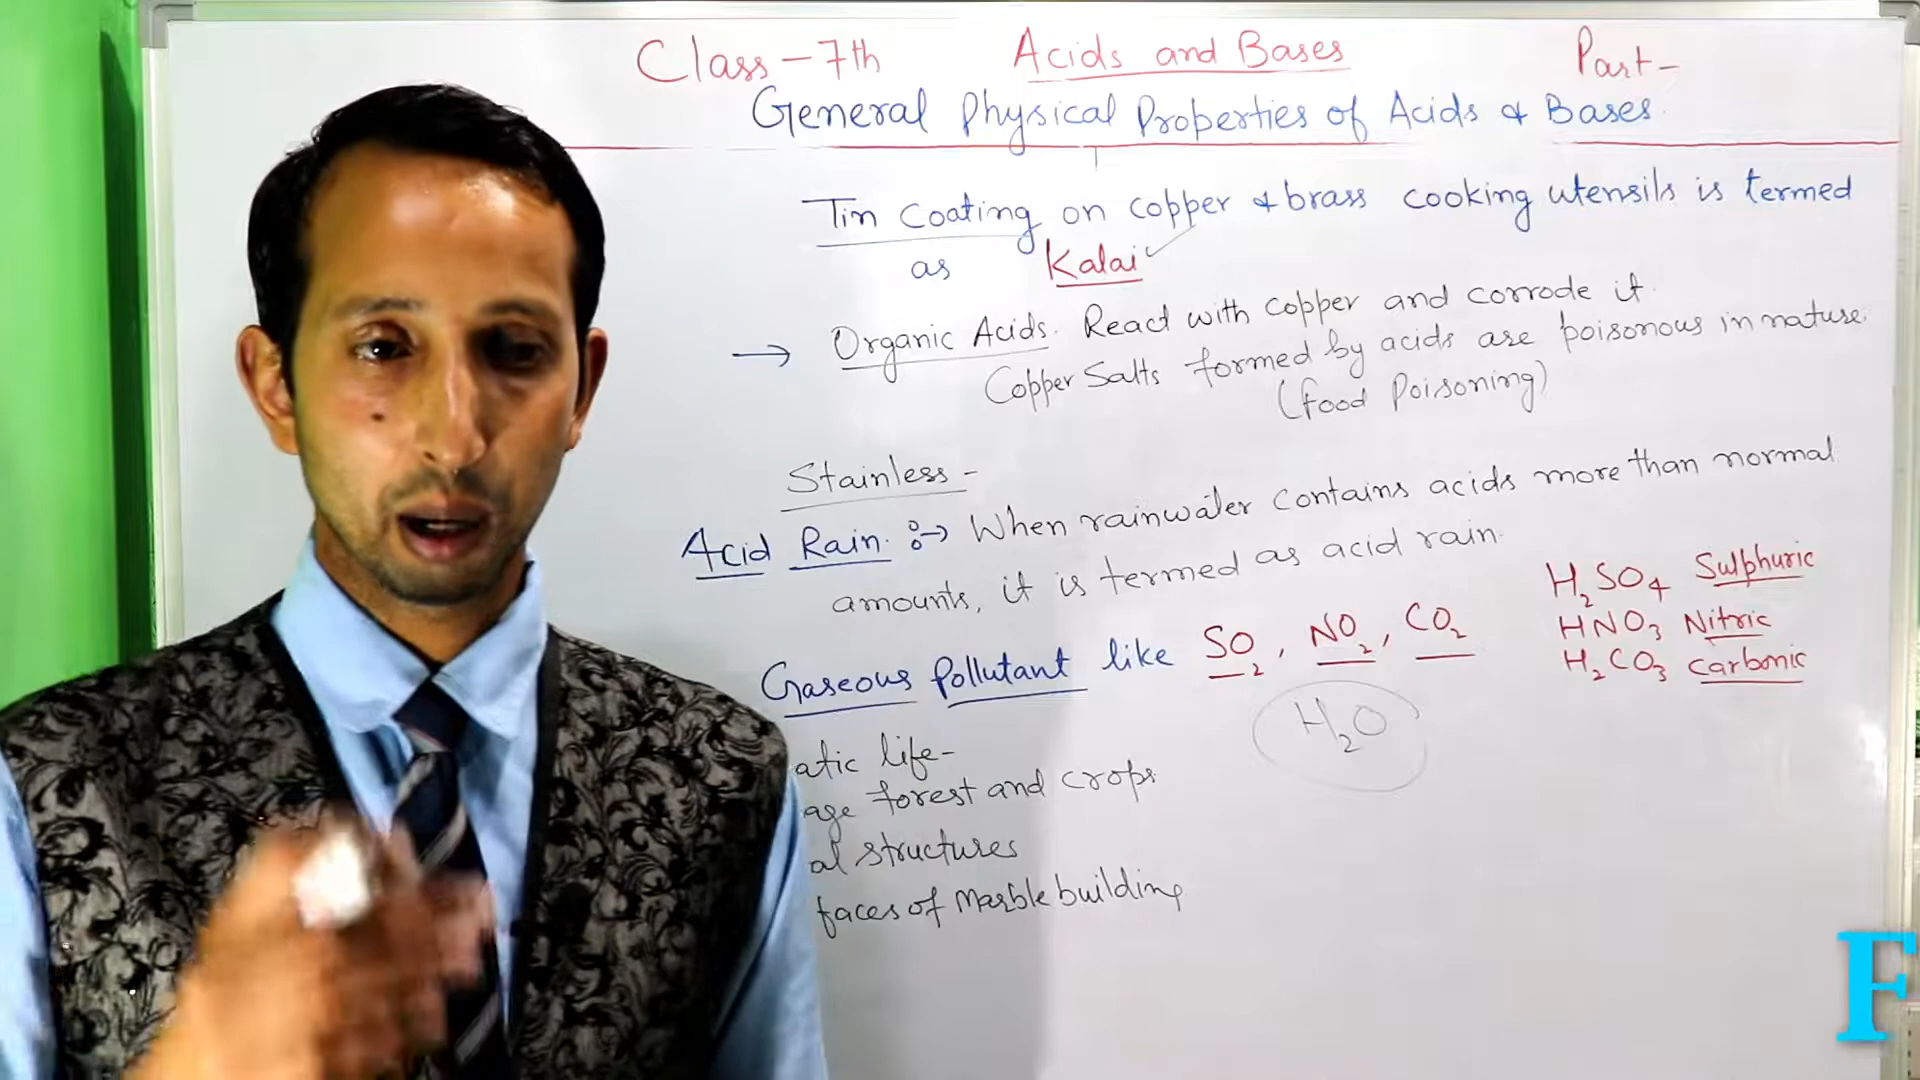 Class-7th Acids and Bases Part-
General Physical Properties of Acids & Bases.
Tin Coating on copper & brass cooking utensils is termed
as Kalai
→ Organic Acids. React with copper and corrode it.
Copper Salts formed by acids are poisonous in nature.
(food Poisoning)
Stainless -
Acid Rain :→ When rainwater contains acids more than normal
amounts, it is termed as acid rain.
Gaseous Pollutant like SO₂, NO₂, CO₂
H₂SO₄ Sulphuric
HNO₃ Nitric
H₂CO₃ Carbonic
H₂O
atic life-
age forest and crops
al structures
faces of Marble building
F